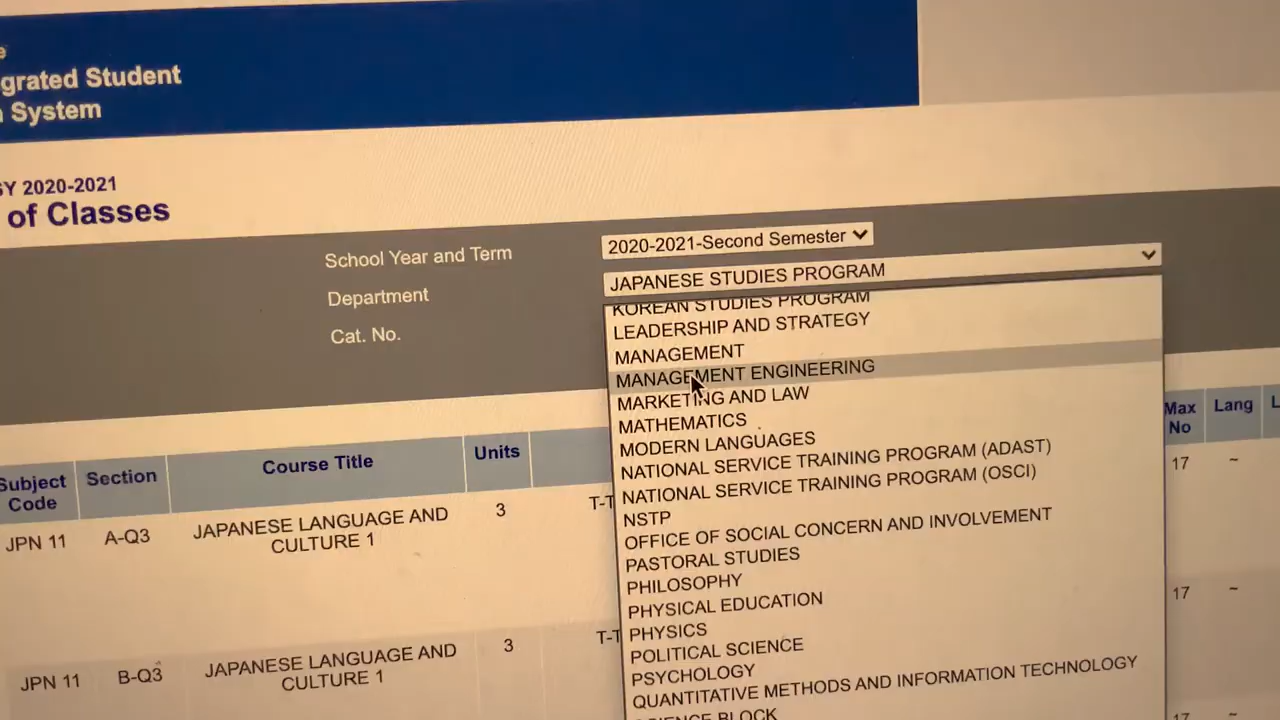 e
grated Student
System
SY 2020-2021
of Classes
School Year and Term
2020-2021-Second Semester
Department
JAPANESE STUDIES PROGRAM
Cat. No.
KOREAN STUDIES PROGRAM
LEADERSHIP AND STRATEGY
MANAGEMENT
MANAGEMENT ENGINEERING
MARKETING AND LAW
MATHEMATICS
MODERN LANGUAGES
NATIONAL SERVICE TRAINING PROGRAM (ADAST)
NATIONAL SERVICE TRAINING PROGRAM (OSCI)
NSTP
OFFICE OF SOCIAL CONCERN AND INVOLVEMENT
PASTORAL STUDIES
PHILOSOPHY
PHYSICAL EDUCATION
PHYSICS
POLITICAL SCIENCE
PSYCHOLOGY
QUANTITATIVE METHODS AND INFORMATION TECHNOLOGY
SCIENCE BLOCK
Subject Code
Section
Course Title
Units
Max No
Lang
L
JPN 11
A-Q3
JAPANESE LANGUAGE AND
CULTURE 1
3
T-T
17
~
JPN 11
B-Q3
JAPANESE LANGUAGE AND
CULTURE 1
3
T-T
17
~
17
~